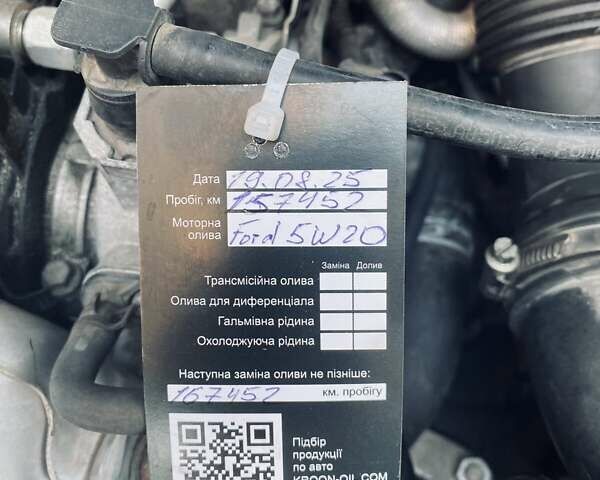 Дата 19.08.25
Пробіг, км 157452
Моторна
олива Ford 5W20
Заміна Долив
Трансмісійна олива
Олива для диференціала
Гальмівна рідина
Охолоджуюча рідина
Наступна заміна оливи не пізніше:
167452 км. пробігу
Підбір
продукції
по авто
KROON-OIL.COM